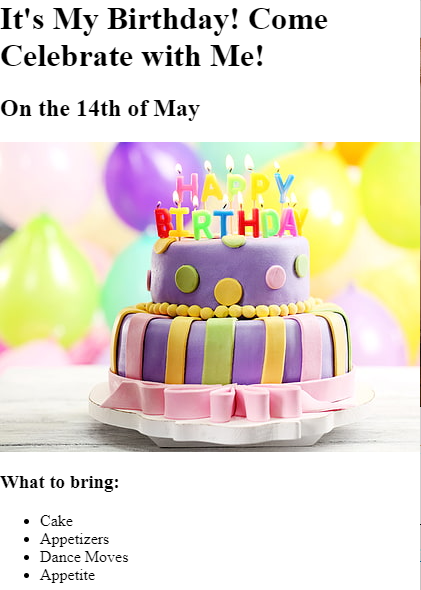 It's My Birthday! Come
Celebrate with Me!
On the 14th of May
HAPPY
BIRTHDAY
What to bring:
Cake
Appetizers
Dance Moves
Appetite